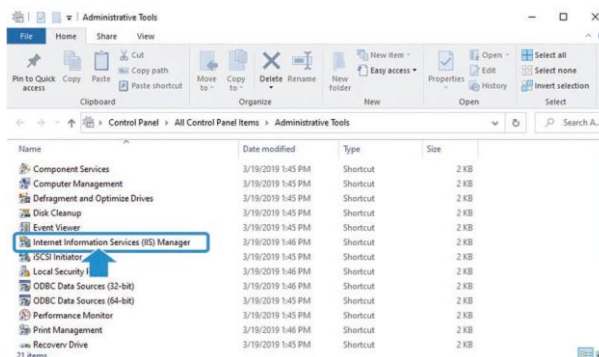 Administrative Tools
File Home Share View
Pin to Quick access
Copy
Paste
Cut
Copy path
Paste shortcut
Move to
Copy to
Delete
Rename
New folder
New item
Easy access
Properties
Open
Edit
History
Select all
Select none
Invert selection
Clipboard Organize New Open Select
Control Panel > All Control Panel Items > Administrative Tools
Search A..
Name Date modified Type Size
Component Services 3/19/2019 1:45 PM Shortcut 2 KB
Computer Management 3/19/2019 1:45 PM Shortcut 2 KB
Defragment and Optimize Drives 3/19/2019 1:45 PM Shortcut 2 KB
Disk Cleanup 3/19/2019 1:45 PM Shortcut 2 KB
Event Viewer 3/19/2019 1:45 PM Shortcut 2 KB
Internet Information Services (IIS) Manager 3/19/2019 1:46 PM Shortcut 2 KB
iSCSI Initiator 3/19/2019 1:45 PM Shortcut 2 KB
Local Security 3/19/2019 1:46 PM Shortcut 2 KB
ODBC Data Sources (32-bit) 3/19/2019 1:46 PM Shortcut 2 KB
ODBC Data Sources (64-bit) 3/19/2019 1:45 PM Shortcut 2 KB
Performance Monitor 3/19/2019 1:45 PM Shortcut 2 KB
Print Management 3/19/2019 1:46 PM Shortcut 2 KB
Recovery Drive 3/19/2019 1:45 PM Shortcut 2 KB
21 items